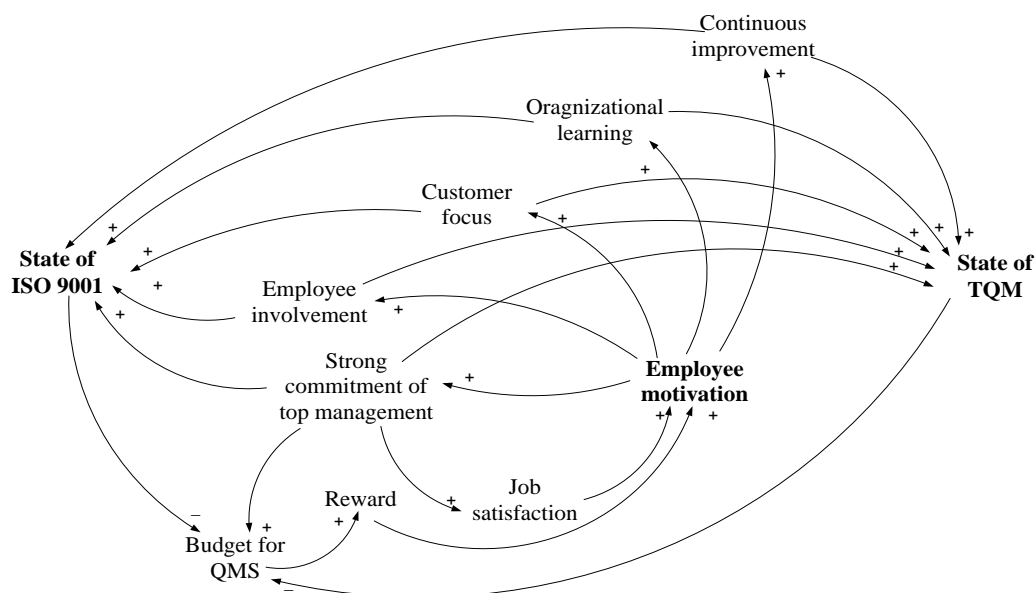 Continuous
improvement
+
Oragnizational
learning
+
Customer
focus
+
+
+
+
+
+
+
+
+
+
+
State of
ISO 9001
State of
TQM
Employee
involvement
+
Strong
commitment of
top management
+
Employee
motivation
+
+
Reward
+
Job
satisfaction
+
–
+
Budget for
QMS
–